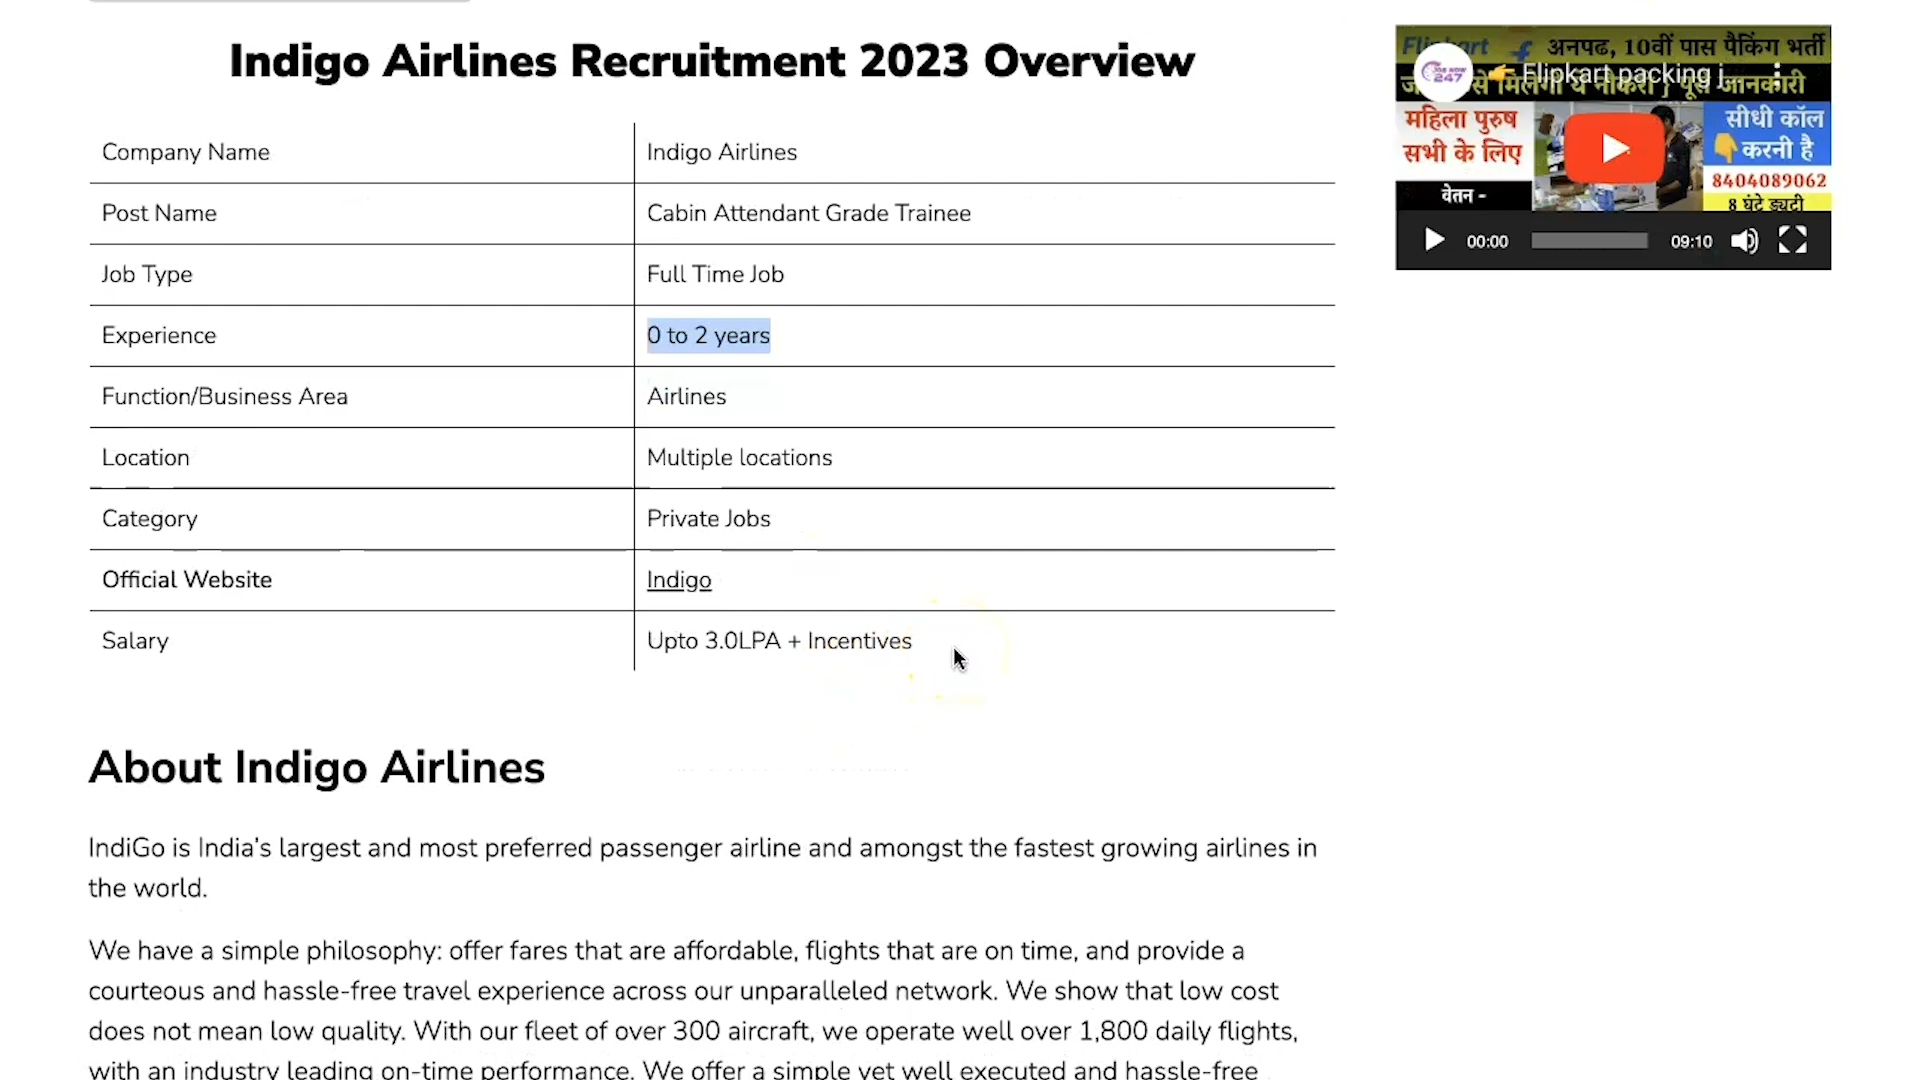 Indigo Airlines Recruitment 2023 Overview
Company Name Indigo Airlines
Post Name Cabin Attendant Grade Trainee
Job Type Full Time Job
Experience 0 to 2 years
Function/Business Area Airlines
Location Multiple locations
Category Private Jobs
Official Website Indigo
Salary Upto 3.0LPA + Incentives
About Indigo Airlines
IndiGo is India’s largest and most preferred passenger airline and amongst the fastest growing airlines in
the world.
We have a simple philosophy: offer fares that are affordable, flights that are on time, and provide a
courteous and hassle-free travel experience across our unparalleled network. We show that low cost
does not mean low quality. With our fleet of over 300 aircraft, we operate well over 1,800 daily flights,
with an industry leading on-time performance. We offer a simple yet well executed and hassle-free
अनपढ, 10वीं पास पैकिंग भर्ती
👉 Flipkart packing j...
से मिलेगी ये नौकरी } पूरी जानकारी
महिला पुरुष
सभी के लिए
सीधी कॉल
👇 करनी है
8404089062
वेतन -
8 घंटे ड्यूटी
00:00 09:10